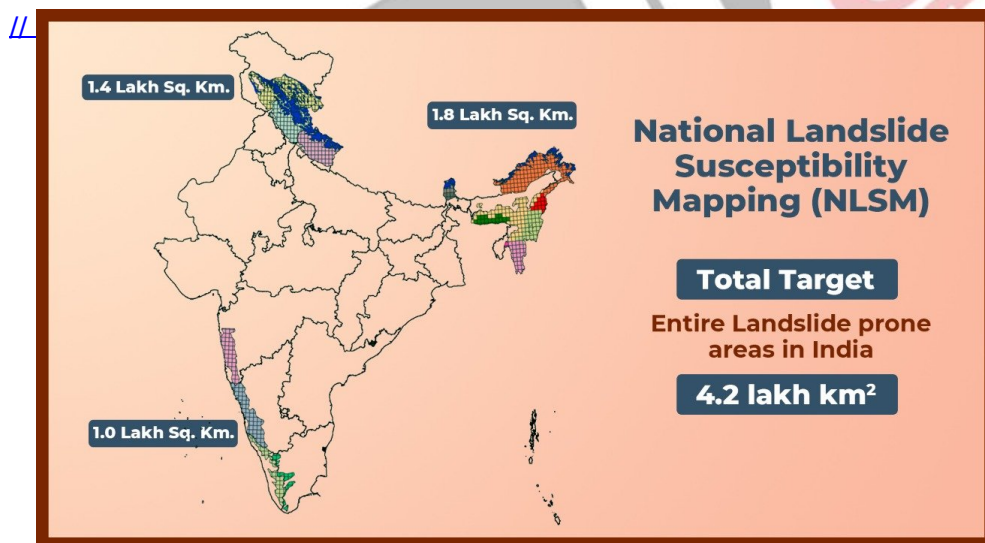 //
1.4 Lakh Sq. Km.
1.8 Lakh Sq. Km.
National Landslide
Susceptibility
Mapping (NLSM)
Total Target
Entire Landslide prone
areas in India
4.2 lakh km²
1.0 Lakh Sq. Km.